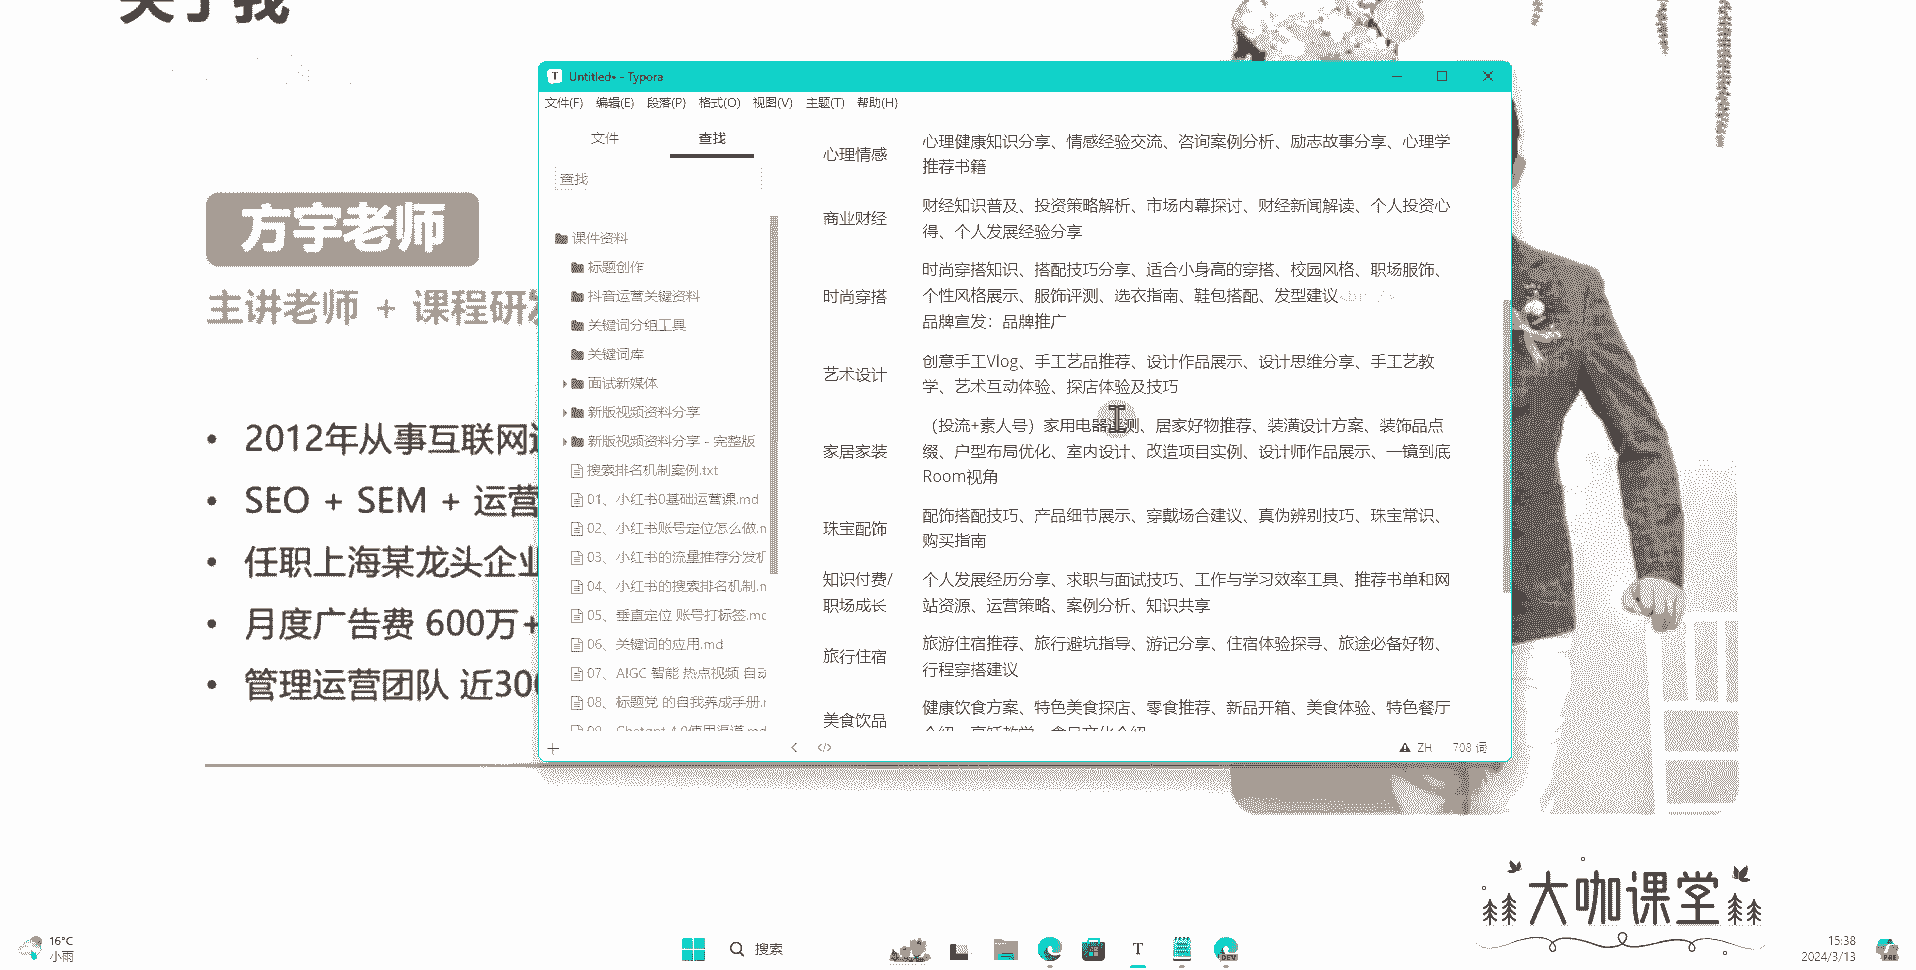 关于我
方宇老师
主讲老师 + 课程研发
• 2012年从事互联网运
• SEO + SEM + 运营
• 任职上海某龙头企业
• 月度广告费 600万+
• 管理运营团队 近300
Untitled• - Typora
文件(F) 编辑(E) 段落(P) 格式(O) 视图(V) 主题(T) 帮助(H)
文件 查找
查找
课件资料
标题创作
抖音运营关键资料
关键词分组工具
关键词库
面试新媒体
新版视频资料分享
新版视频资料分享 - 完整版
搜索排名机制案例.txt
01、小红书0基础运营课.md
02、小红书账号定位怎么做.n
03、小红书的流量推荐分发机
04、小红书的搜索排名机制.n
05、垂直定位 账号打标签.mc
06、关键词的应用.md
07、AIGC 智能 热点视频 自动
08、标题党 的自我养成手册.r
09、Chatgpt 4.0使用渠道.md
心理情感
心理健康知识分享、情感经验交流、咨询案例分析、励志故事分享、心理学
推荐书籍
商业财经
财经知识普及、投资策略解析、市场内幕探讨、财经新闻解读、个人投资心
得、个人发展经验分享
时尚穿搭
时尚穿搭知识、搭配技巧分享、适合小身高的穿搭、校园风格、职场服饰、
个性风格展示、服饰评测、选衣指南、鞋包搭配、发型建议<br />
品牌宣发：品牌推广
艺术设计
创意手工Vlog、手工艺品推荐、设计作品展示、设计思维分享、手工艺教
学、艺术互动体验、探店体验及技巧
家居家装
（投流+素人号）家用电器评测、居家好物推荐、装潢设计方案、装饰品点
缀、户型布局优化、室内设计、改造项目实例、设计师作品展示、一镜到底
Room视角
珠宝配饰
配饰搭配技巧、产品细节展示、穿戴场合建议、真伪辨别技巧、珠宝常识、
购买指南
知识付费/
职场成长
个人发展经历分享、求职与面试技巧、工作与学习效率工具、推荐书单和网
站资源、运营策略、案例分析、知识共享
旅行住宿
旅游住宿推荐、旅行避坑指导、游记分享、住宿体验探寻、旅途必备好物、
行程穿搭建议
美食饮品
健康饮食方案、特色美食探店、零食推荐、新品开箱、美食体验、特色餐厅
介绍、烹饪教学、食品文化介绍
ZH 708 词
大咖课堂
16°C
小雨
搜索
DEV
15:38
2024/3/13
PRE